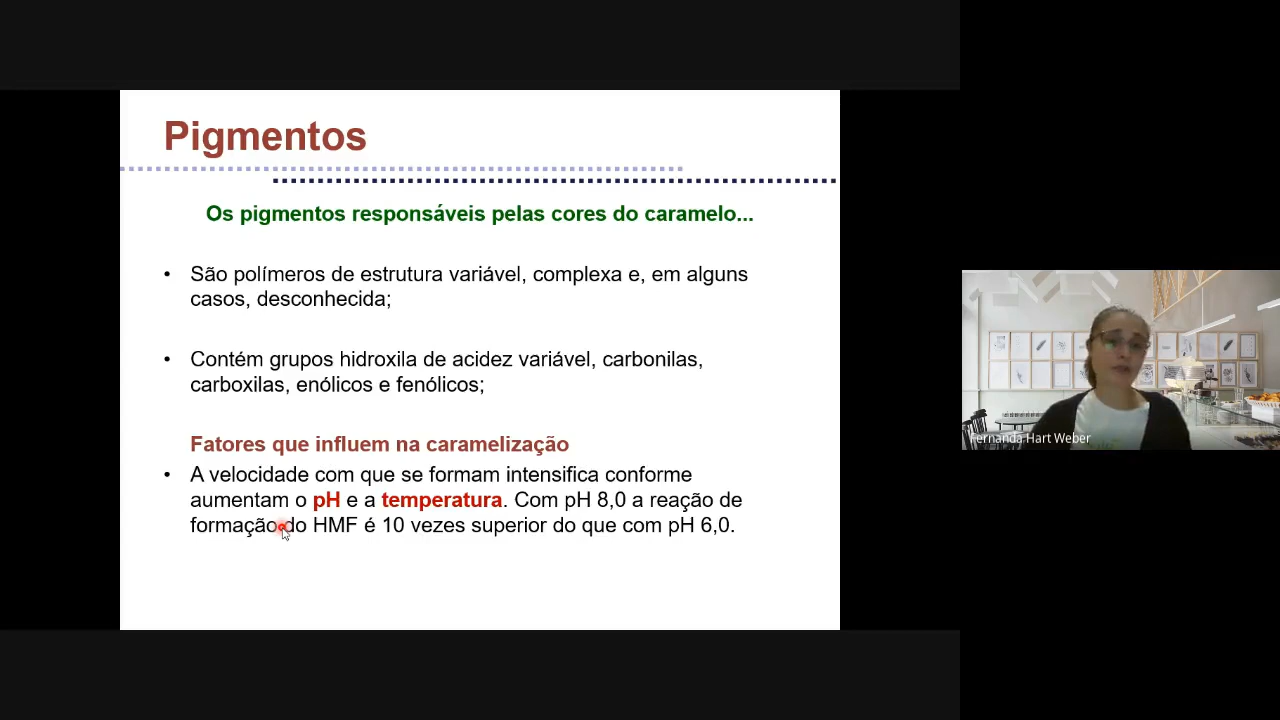 Pigmentos
Os pigmentos responsáveis pelas cores do caramelo...
• São polímeros de estrutura variável, complexa e, em alguns
casos, desconhecida;
• Contém grupos hidroxila de acidez variável, carbonilas,
carboxilas, enólicos e fenólicos;
Fatores que influem na caramelização
• A velocidade com que se formam intensifica conforme
aumentam o pH e a temperatura. Com pH 8,0 a reação de
formação do HMF é 10 vezes superior do que com pH 6,0.
Fernanda Hart Weber